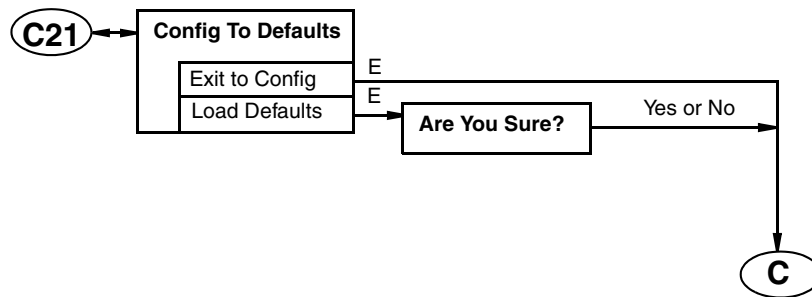 C21
Config To Defaults
Exit to Config
E
Load Defaults
E
Are You Sure?
Yes or No
C